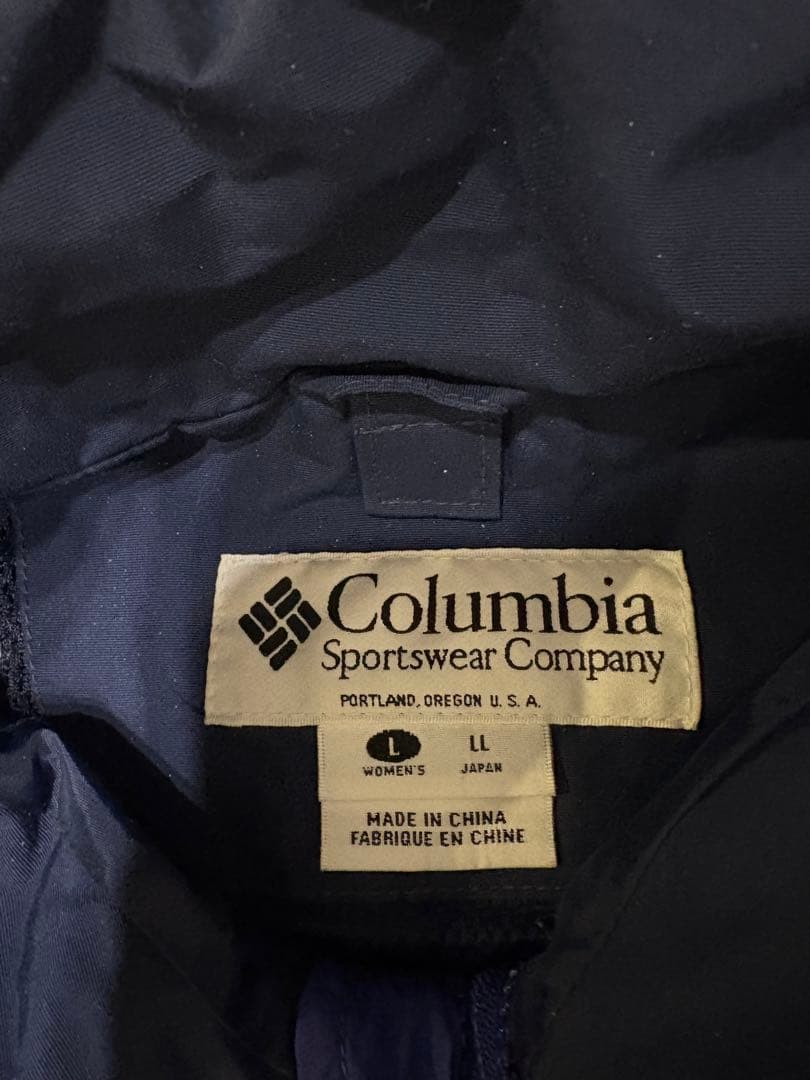 Columbia
Sportswear Company
PORTLAND, OREGON U. S. A.
L LL
WOMEN'S JAPAN
MADE IN CHINA
FABRIQUE EN CHINE